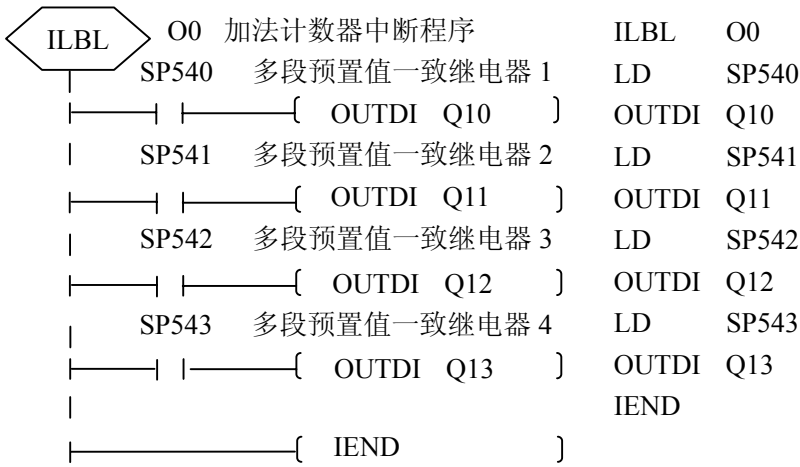 ILBL O0 加法计数器中断程序 ILBL O0
SP540 多段预置值一致继电器 1 LD SP540
OUTDI Q10 OUTDI Q10
SP541 多段预置值一致继电器 2 LD SP541
OUTDI Q11 OUTDI Q11
SP542 多段预置值一致继电器 3 LD SP542
OUTDI Q12 OUTDI Q12
SP543 多段预置值一致继电器 4 LD SP543
OUTDI Q13 OUTDI Q13
IEND
IEND